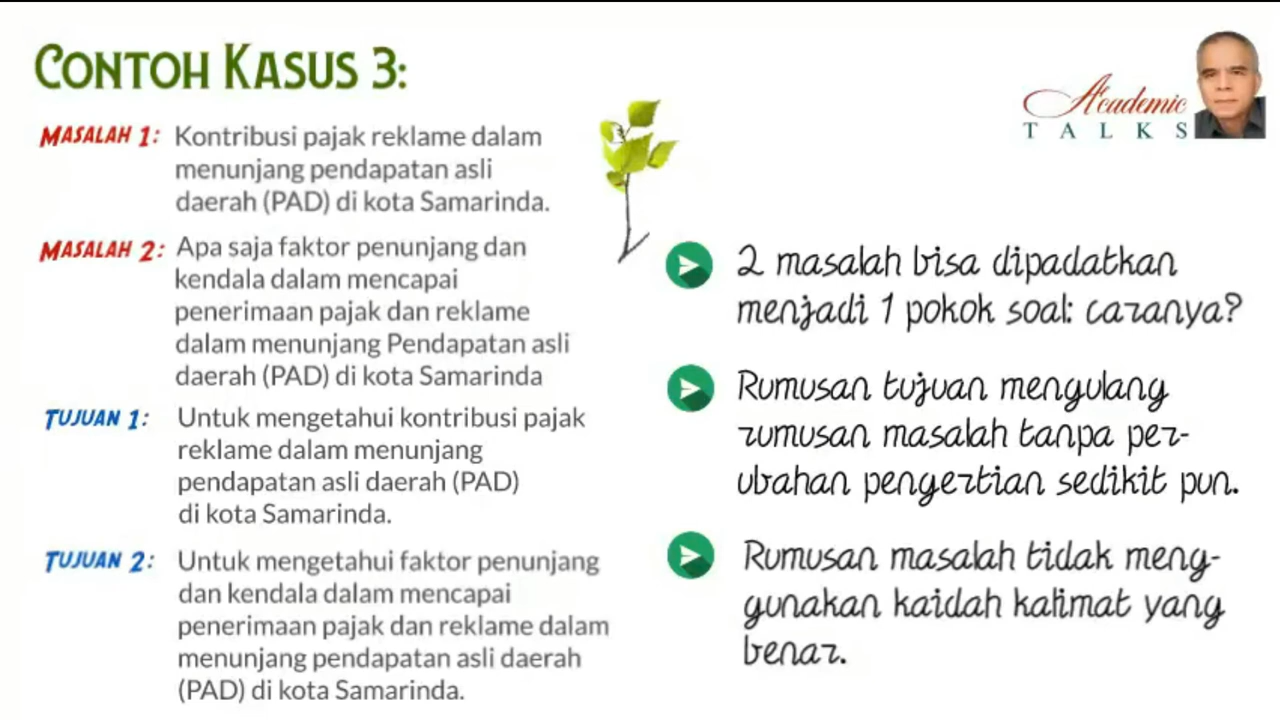 CONTOH KASUS 3:
MASALAH 1: Kontribusi pajak reklame dalam
menunjang pendapatan asli
daerah (PAD) di kota Samarinda.
MASALAH 2: Apa saja faktor penunjang dan
kendala dalam mencapai
penerimaan pajak dan reklame
dalam menunjang Pendapatan asli
daerah (PAD) di kota Samarinda
TUJUAN 1: Untuk mengetahui kontribusi pajak
reklame dalam menunjang
pendapatan asli daerah (PAD)
di kota Samarinda.
TUJUAN 2: Untuk mengetahui faktor penunjang
dan kendala dalam mencapai
penerimaan pajak dan reklame dalam
menunjang pendapatan asli daerah
(PAD) di kota Samarinda.
Academic
TALKS
2 masalah bisa dipadatkan
menjadi 1 pokok soal: caranya?
Rumusan tujuan mengulang
rumusan masalah tanpa per-
ubahan pengertian sedikit pun.
Rumusan masalah tidak meng-
gunakan kaidah kalimat yang
benar.